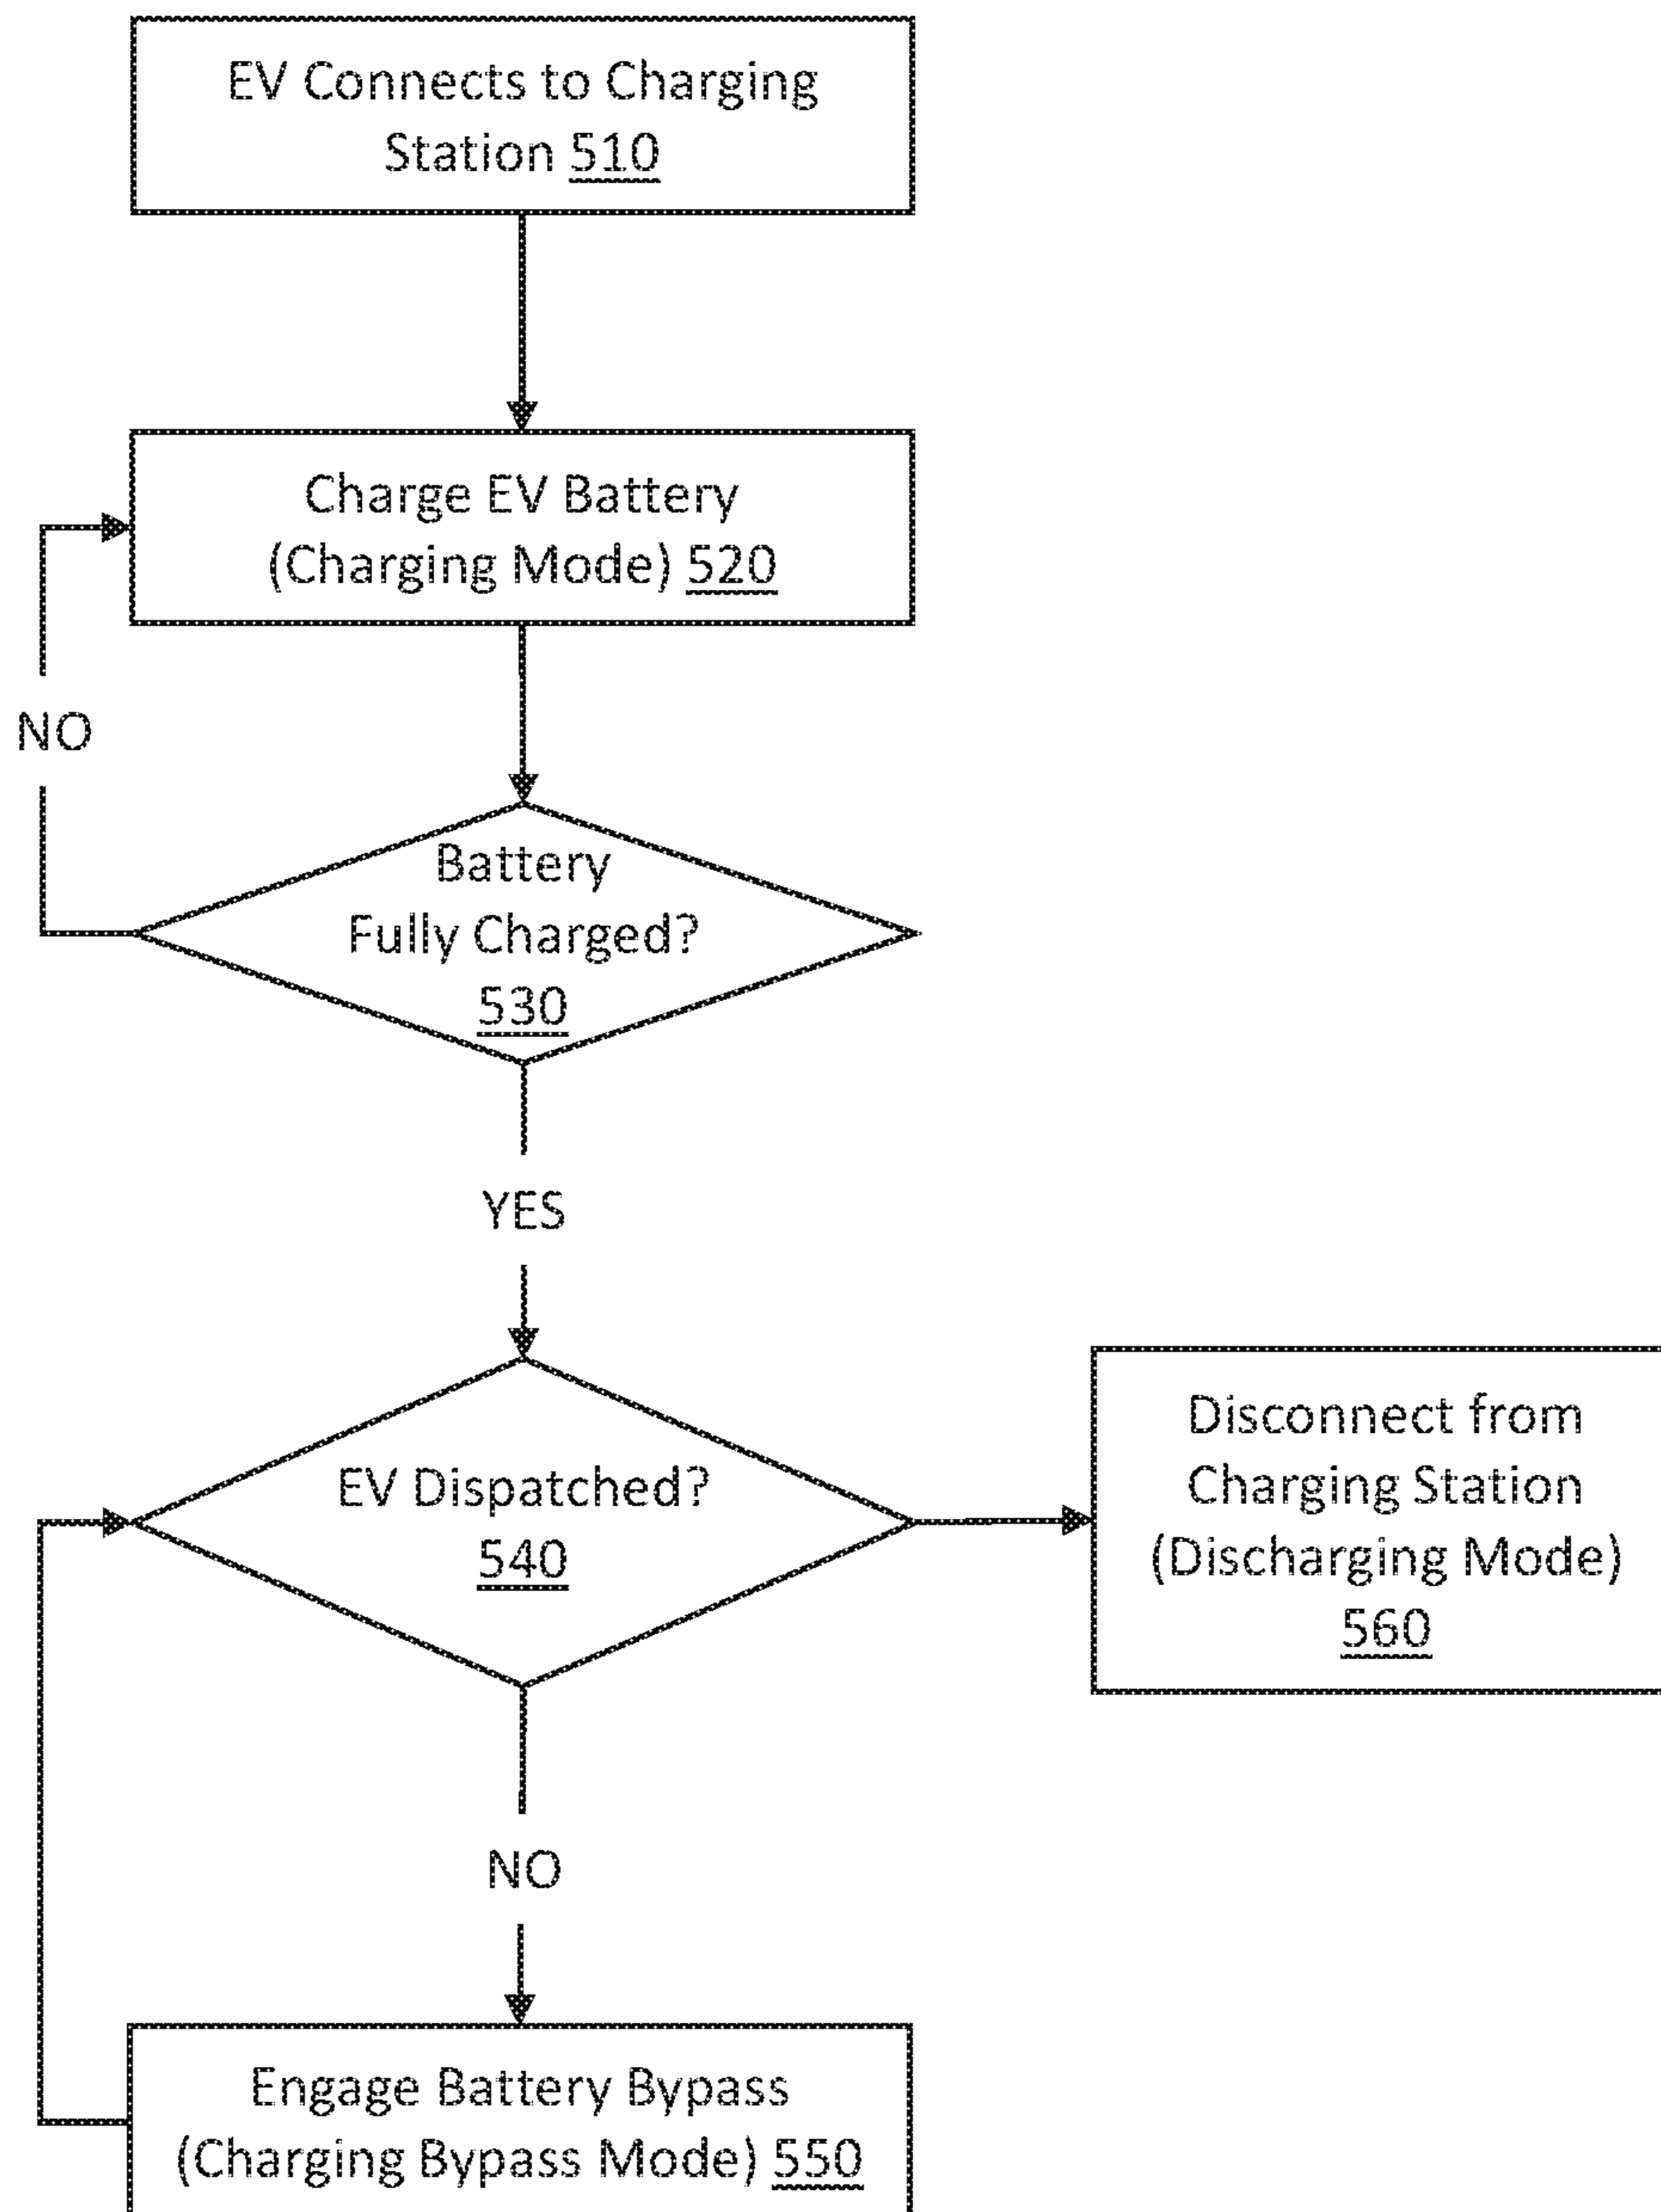 EV Connects to Charging
Station 510
Charge EV Battery
(Charging Mode) 520
NO
Battery
Fully Charged?
530
YES
EV Dispatched?
540
Disconnect from
Charging Station
(Discharging Mode)
560
NO
Engage Battery Bypass
(Charging Bypass Mode) 550